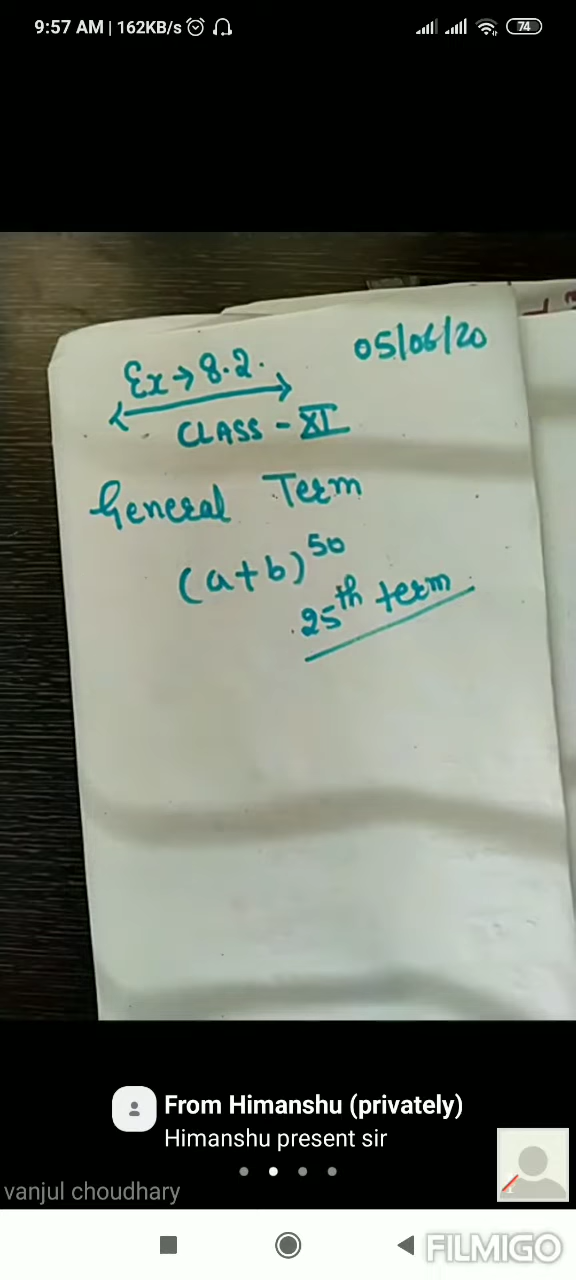 9:57 AM | 162KB/s
74
Ex → 8.2.
05/06/20
CLASS - XI
General Term
(a+b)^50
25th term
From Himanshu (privately)
Himanshu present sir
vanjul choudhary
FILMIGO